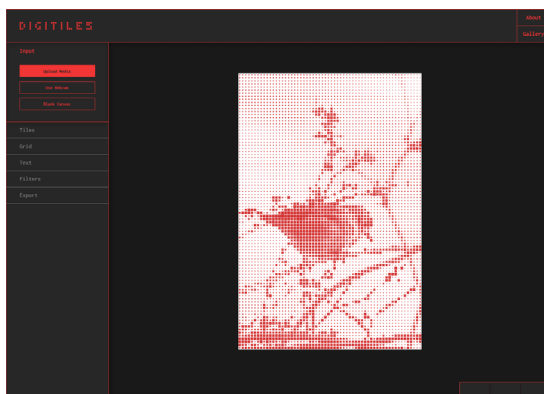 DIGITILES
About
Gallery
Input
Upload Media
Use Webcam
Blank Canvas
Tiles
Grid
Text
Filters
Export